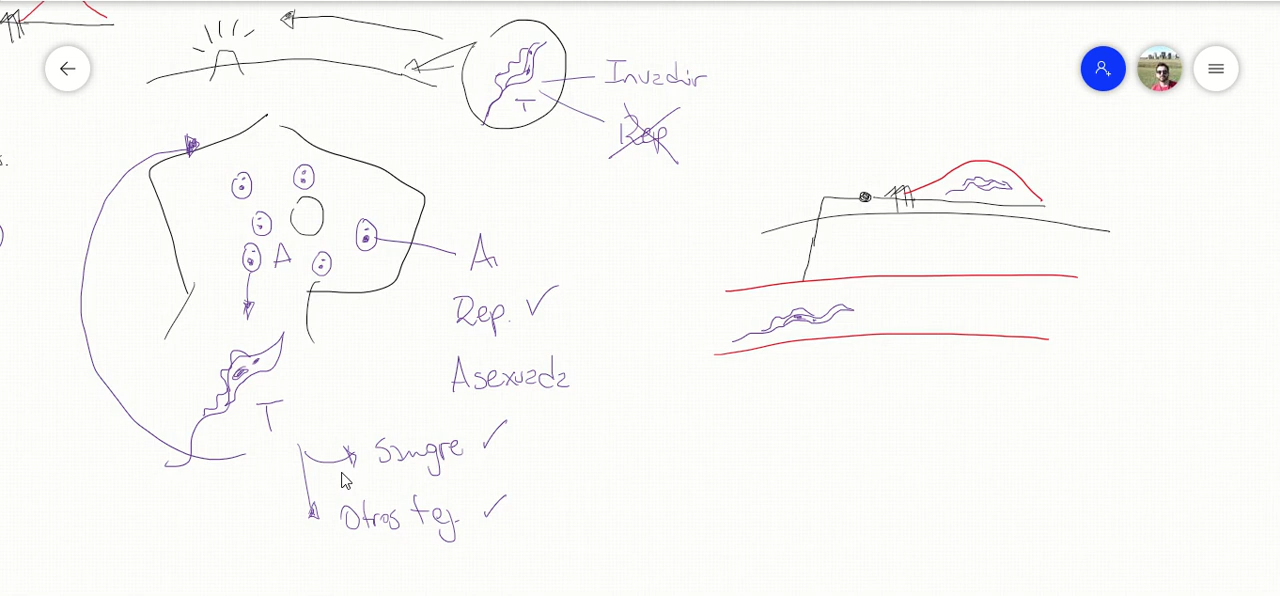 Invadir
T
Rep
s.
A
A
Rep. ✓
Asexuada
T
Sangre ✓
Otros tej. ✓